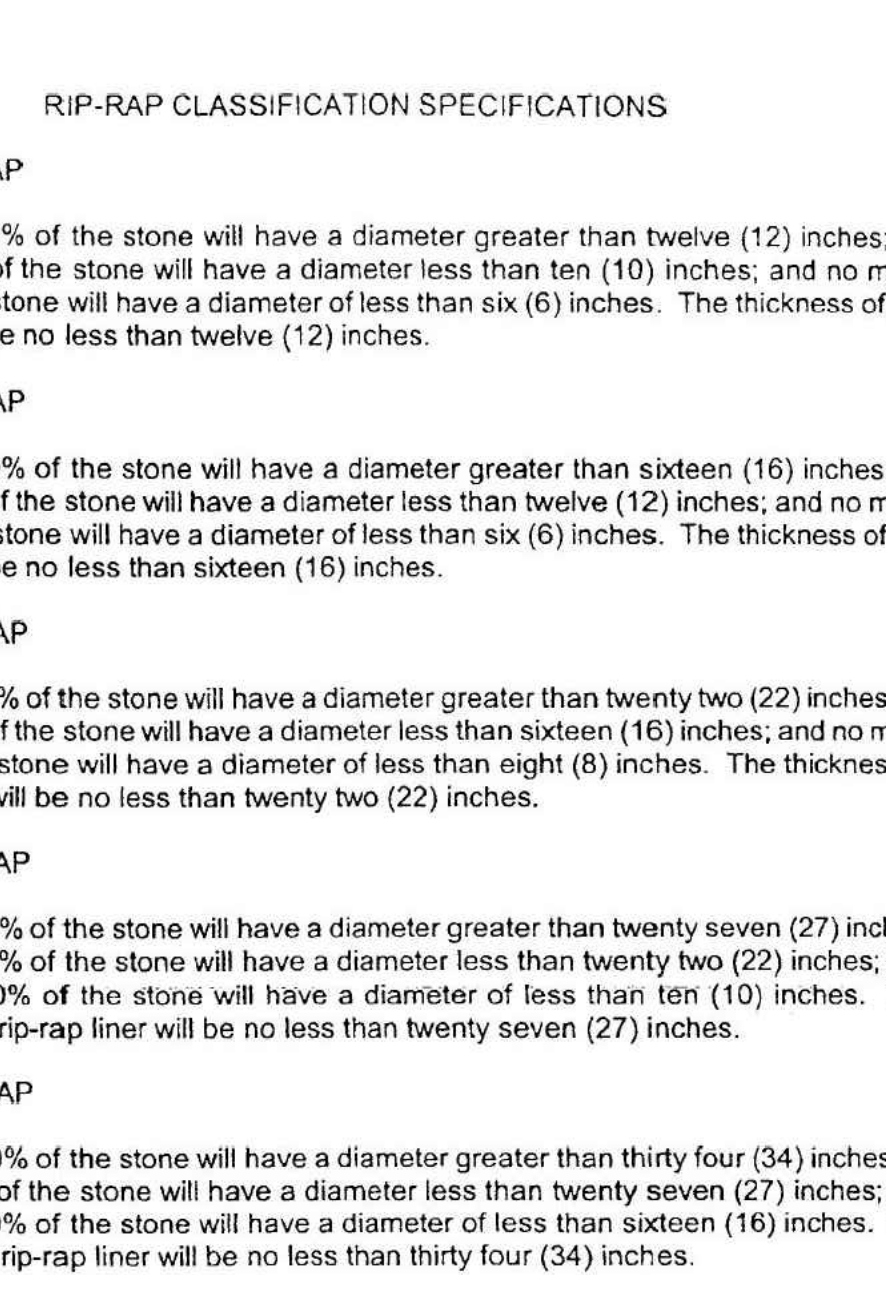 RIP-RAP CLASSIFICATION SPECIFICATIONS
AP
% of the stone will have a diameter greater than twelve (12) inches;
of the stone will have a diameter less than ten (10) inches; and no m
stone will have a diameter of less than six (6) inches. The thickness of
e no less than twelve (12) inches.
AP
% of the stone will have a diameter greater than sixteen (16) inches
f the stone will have a diameter less than twelve (12) inches; and no m
stone will have a diameter of less than six (6) inches. The thickness of
e no less than sixteen (16) inches.
AP
% of the stone will have a diameter greater than twenty two (22) inches
f the stone will have a diameter less than sixteen (16) inches; and no m
stone will have a diameter of less than eight (8) inches. The thicknes
will be no less than twenty two (22) inches.
AP
% of the stone will have a diameter greater than twenty seven (27) incl
% of the stone will have a diameter less than twenty two (22) inches;
0% of the stone will have a diameter of less than ten (10) inches.
rip-rap liner will be no less than twenty seven (27) inches.
AP
0% of the stone will have a diameter greater than thirty four (34) inches
of the stone will have a diameter less than twenty seven (27) inches;
0% of the stone will have a diameter of less than sixteen (16) inches.
rip-rap liner will be no less than thirty four (34) inches.